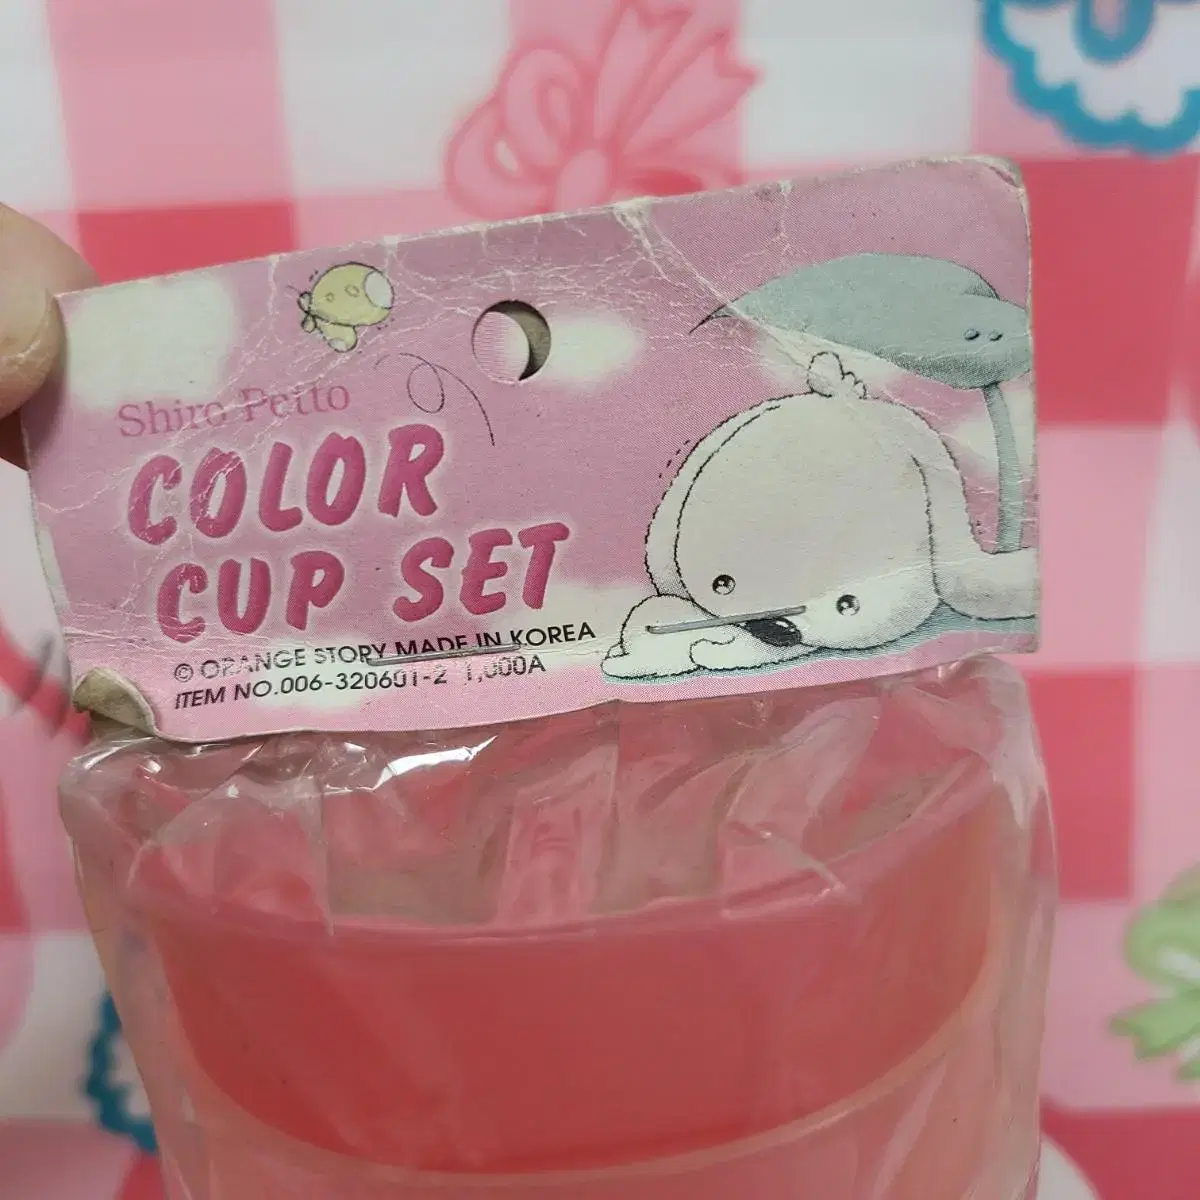 Shiro Petto
COLOR
CUP SET
© ORANGE STORY MADE IN KOREA
ITEM NO.006-320601-2 1,000A